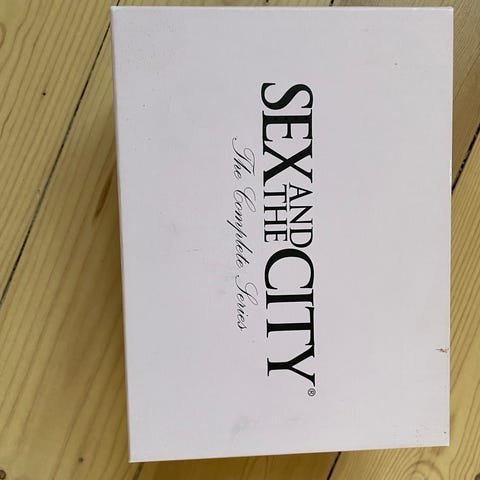 SEX AND THE CITY®
The Complete Series